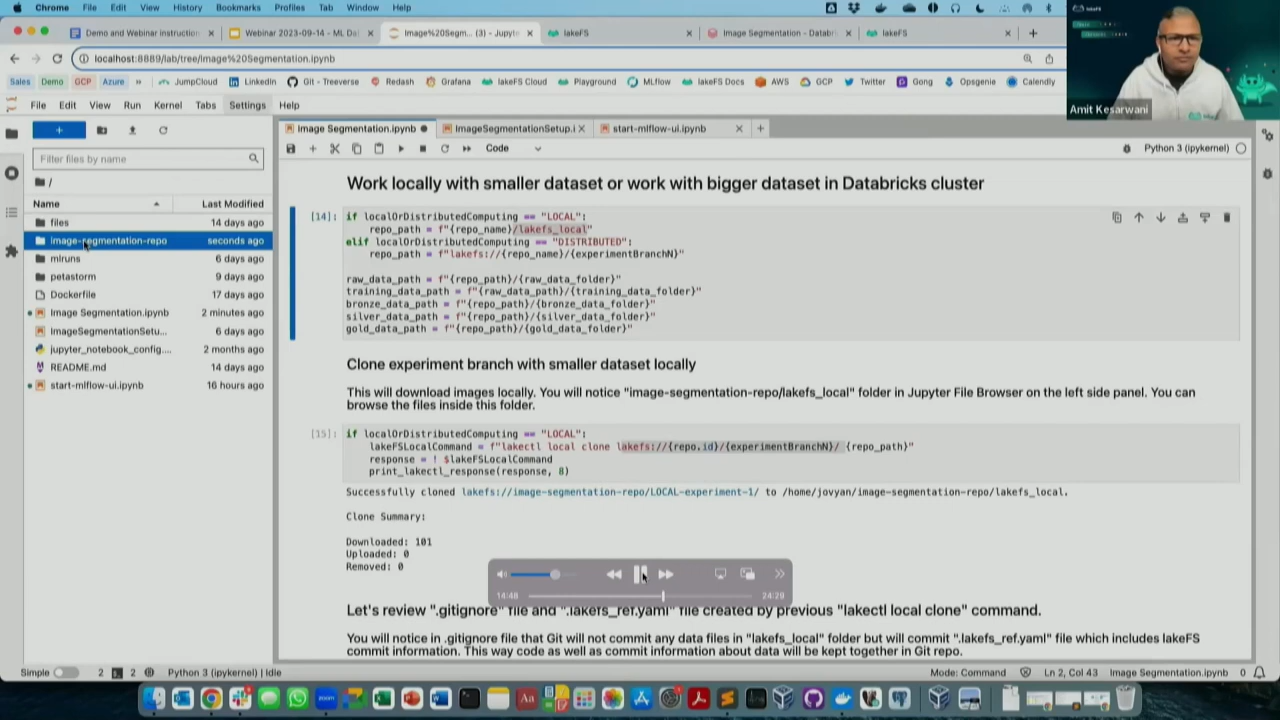 Chrome File Edit View History Bookmarks Profiles Tab Window Help
Demo and Webinar instruction
Webinar 2023-09-14 - ML Da
Image%20Segm... (3) - Jupyte
lakeFS
Image Segmentation - Databri
lakeFS
localhost:8889/lab/tree/Image%20Segmentation.ipynb
Sales Demo GCP Azure » JumpCloud LinkedIn Git - Treeverse Redash Grafana lakeFS Cloud Playground MLflow lakeFS Docs AWS GCP Twitter Gong Opsgenie Calendly
lakeFS
Amit Kesarwani
File Edit View Run Kernel Tabs Settings Help
+
Filter files by name
/
Name Last Modified
files 14 days ago
image-segmentation-repo seconds ago
mlruns 6 days ago
petastorm 9 days ago
Dockerfile 17 days ago
Image Segmentation.ipynb 2 minutes ago
ImageSegmentationSetu... 6 days ago
jupyter_notebook_config.... 2 months ago
README.md 14 days ago
start-mlflow-ui.ipynb 16 hours ago
Image Segmentation.ipynb
ImageSegmentationSetup.i
start-mlflow-ui.ipynb
Code
Python 3 (ipykernel)
Work locally with smaller dataset or work with bigger dataset in Databricks cluster
[14]: if localOrDistributedComputing == "LOCAL":
repo_path = f"{repo_name}/lakefs_local"
elif localOrDistributedComputing == "DISTRIBUTED":
repo_path = f"lakefs://{repo_name}/{experimentBranchN}"
raw_data_path = f"{repo_path}/{raw_data_folder}"
training_data_path = f"{raw_data_path}/{training_data_folder}"
bronze_data_path = f"{repo_path}/{bronze_data_folder}"
silver_data_path = f"{repo_path}/{silver_data_folder}"
gold_data_path = f"{repo_path}/{gold_data_folder}"
Clone experiment branch with smaller dataset locally
This will download images locally. You will notice "image-segmentation-repo/lakefs_local" folder in Jupyter File Browser on the left side panel. You can
browse the files inside this folder.
[15]: if localOrDistributedComputing == "LOCAL":
lakeFSLocalCommand = f"lakectl local clone lakefs://{repo.id}/{experimentBranchN}/ {repo_path}"
response = ! $lakeFSLocalCommand
print_lakectl_response(response, 8)
Successfully cloned lakefs://image-segmentation-repo/LOCAL-experiment-1/ to /home/jovyan/image-segmentation-repo/lakefs_local.
Clone Summary:
Downloaded: 101
Uploaded: 0
Removed: 0
14:48
24:29
Let's review ".gitignore" file and ".lakefs_ref.yaml" file created by previous "lakectl local clone" command.
You will notice in .gitignore file that Git will not commit any data files in "lakefs_local" folder but will commit ".lakefs_ref.yaml" file which includes lakeFS
commit information. This way code as well as commit information about data will be kept together in Git repo.
Simple 2 2 Python 3 (ipykernel) | Idle
Mode: Command Ln 2, Col 43 Image Segmentation.ipynb 0